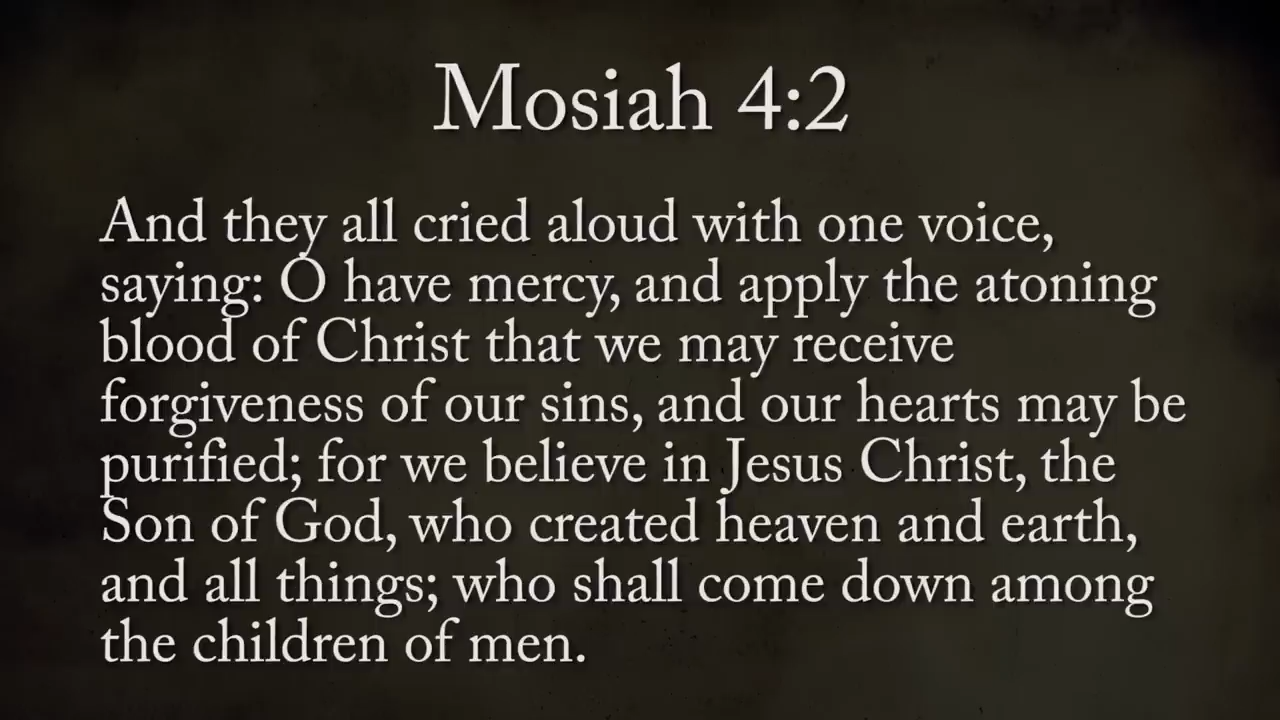 Mosiah 4:2
And they all cried aloud with one voice,
saying: O have mercy, and apply the atoning
blood of Christ that we may receive
forgiveness of our sins, and our hearts may be
purified; for we believe in Jesus Christ, the
Son of God, who created heaven and earth,
and all things; who shall come down among
the children of men.